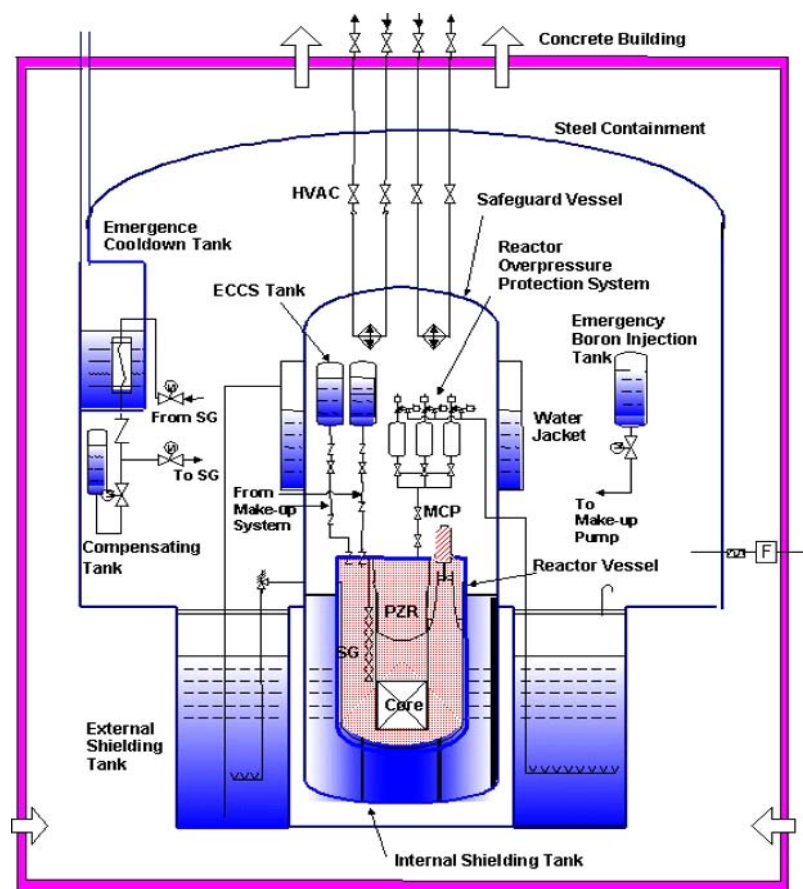 Concrete Building
Steel Containment
HVAC
Safeguard Vessel
Emergence
Cooldown Tank
Reactor
Overpressure
Protection System
ECCS Tank
Emergency
Boron Injection
Tank
From SG
Water
Jacket
To SG
From
Make-up
System
MCP
To
Make-up
Pump
Compensating
Tank
F
Reactor Vessel
PZR
SG
Core
External
Shielding
Tank
Internal Shielding Tank